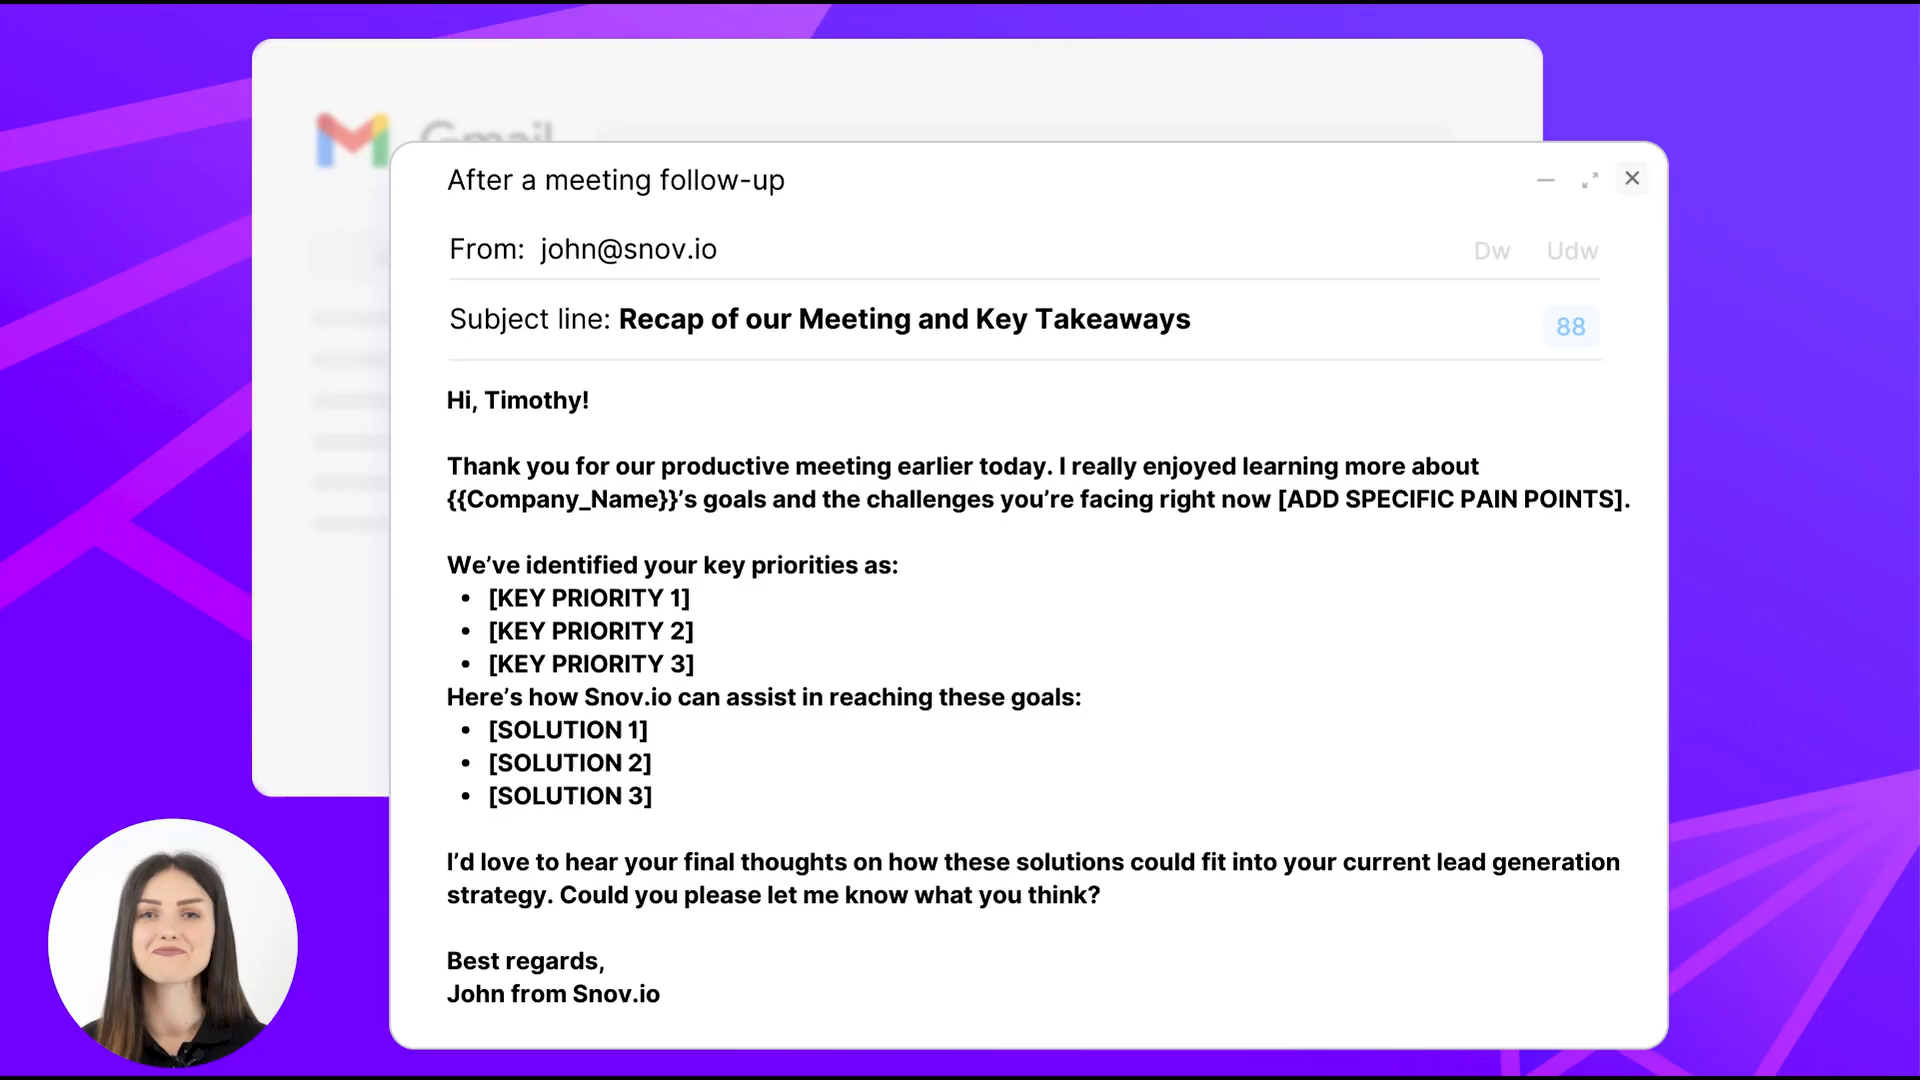 Gmail
After a meeting follow-up
From: john@snov.io
Dw Udw
Subject line: Recap of our Meeting and Key Takeaways
88
Hi, Timothy!
Thank you for our productive meeting earlier today. I really enjoyed learning more about
{{Company_Name}}’s goals and the challenges you’re facing right now [ADD SPECIFIC PAIN POINTS].
We’ve identified your key priorities as:
• [KEY PRIORITY 1]
• [KEY PRIORITY 2]
• [KEY PRIORITY 3]
Here’s how Snov.io can assist in reaching these goals:
• [SOLUTION 1]
• [SOLUTION 2]
• [SOLUTION 3]
I’d love to hear your final thoughts on how these solutions could fit into your current lead generation
strategy. Could you please let me know what you think?
Best regards,
John from Snov.io